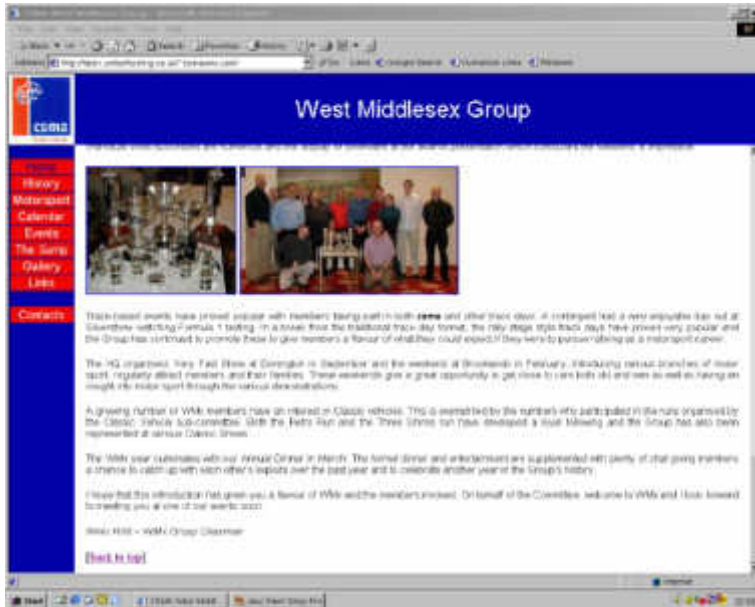 Back Search Favorites History
West Middlesex Group
csma
Home
History
Motorsport
Calendar
Events
The Sump
Gallery
Links
Contacts
Track-based events have proved popular with members taking part in both csma and other track days. A contingent had a very enjoyable day out at
Silverstone watching Formula 1 testing. In a break from the traditional track day format, the rally stage style track days have proven very popular and
the Group has continued to promote these to give members a flavour of what they could expect if they were to pursue rallying as a motorsport career.
The HQ organised, Very Fast Show at Donington in September and the weekend at Brooklands in February, introducing various branches of motor
sport, regularly attract members and their families. These weekends give a great opportunity to get close to cars both old and new as well as having an
insight into motor sport through the various demonstrations.
A growing number of WMx members have an interest in Classic vehicles. This is exemplified by the numbers who participated in the runs organised by
the Classic Vehicle sub-committee. Both the Retro Run and the Three Shires run have developed a loyal following and the Group has also been
represented at various Classic Shows.
The WMx year culminates with our Annual Dinner in March. The formal dinner and entertainment are supplemented with plenty of chat giving members
a chance to catch up with each other's exploits over the past year and to celebrate another year of the Group's history.
I hope that this introduction has given you a flavour of WMx and the members involved. On behalf of the Committee, welcome to WMx and I look forward
to meeting you at one of our events soon.
WMx Group Chairman
[back to top]
Internet
Start